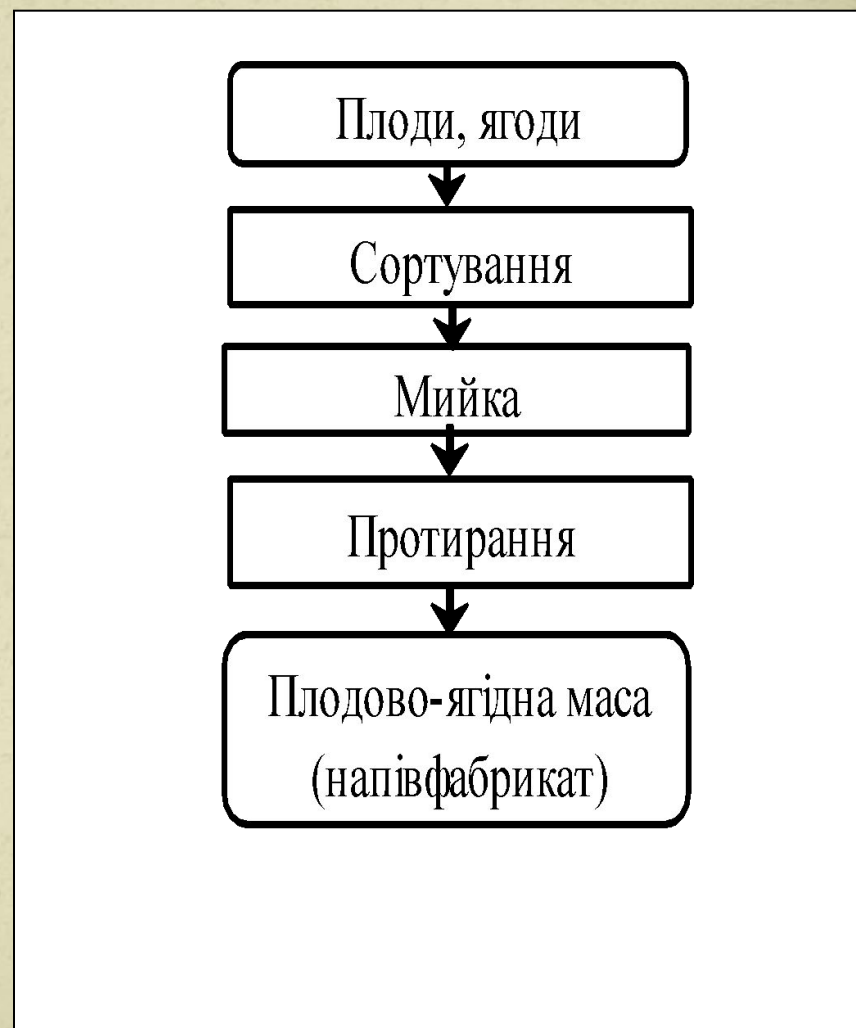 Плоди, ягоди
Сортування
Мийка
Протирання
Плодово-ягідна маса
(напівфабрикат)